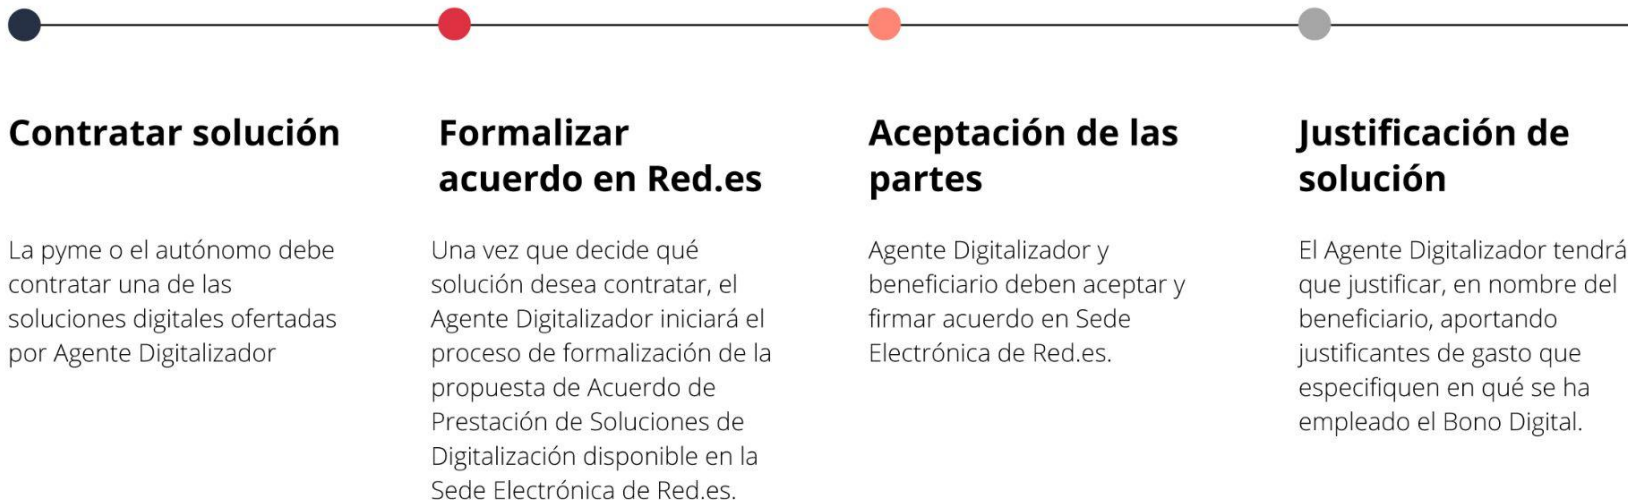 Contratar solución
La pyme o el autónomo debe
contratar una de las
soluciones digitales ofertadas
por Agente Digitalizador
Formalizar
acuerdo en Red.es
Una vez que decide qué
solución desea contratar, el
Agente Digitalizador iniciará el
proceso de formalización de la
propuesta de Acuerdo de
Prestación de Soluciones de
Digitalización disponible en la
Sede Electrónica de Red.es.
Aceptación de las
partes
Agente Digitalizador y
beneficiario deben aceptar y
firmar acuerdo en Sede
Electrónica de Red.es.
Justificación de
solución
El Agente Digitalizador tendrá
que justificar, en nombre del
beneficiario, aportando
justificantes de gasto que
especifiquen en qué se ha
empleado el Bono Digital.